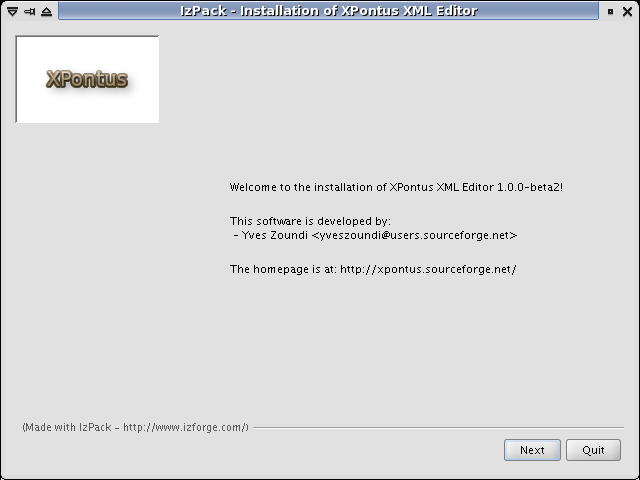 IzPack - Installation of XPontus XML Editor
XPontus
Welcome to the installation of XPontus XML Editor 1.0.0-beta2!
This software is developed by:
- Yves Zoundi <yveszoundi@users.sourceforge.net>
The homepage is at: http://xpontus.sourceforge.net/
(Made with IzPack - http://www.izforge.com/)
Next Quit